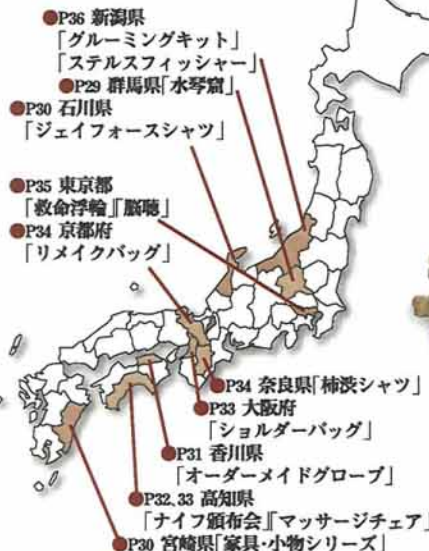 ●P36 新潟県
「グルーミングキット」
「ステルスフィッシャー」
●P29 群馬県「水琴窟」
●P30 石川県
「ジェイフォースシャツ」
●P35 東京都
「救命浮輪」「脳聴」
●P34 京都府
「リメイクバッグ」
●P34 奈良県「柿渋シャツ」
●P33 大阪府
「ショルダーバッグ」
●P31 香川県
「オーダーメイドグローブ」
●P32,33 高知県
「ナイフ頒布会」「マッサージチェア」
●P30 宮崎県「家具・小物シリーズ」